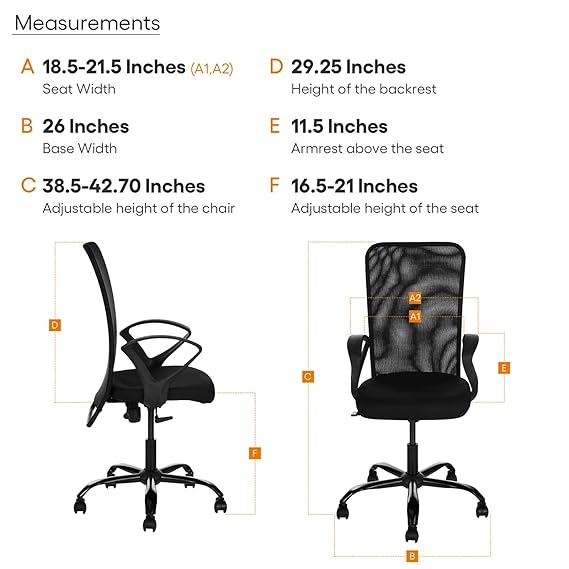 Measurements
A 18.5-21.5 Inches (A1,A2)
Seat Width
B 26 Inches
Base Width
C 38.5-42.70 Inches
Adjustable height of the chair
D 29.25 Inches
Height of the backrest
E 11.5 Inches
Armrest above the seat
F 16.5-21 Inches
Adjustable height of the seat
D
F
A2
A1
E
C
B